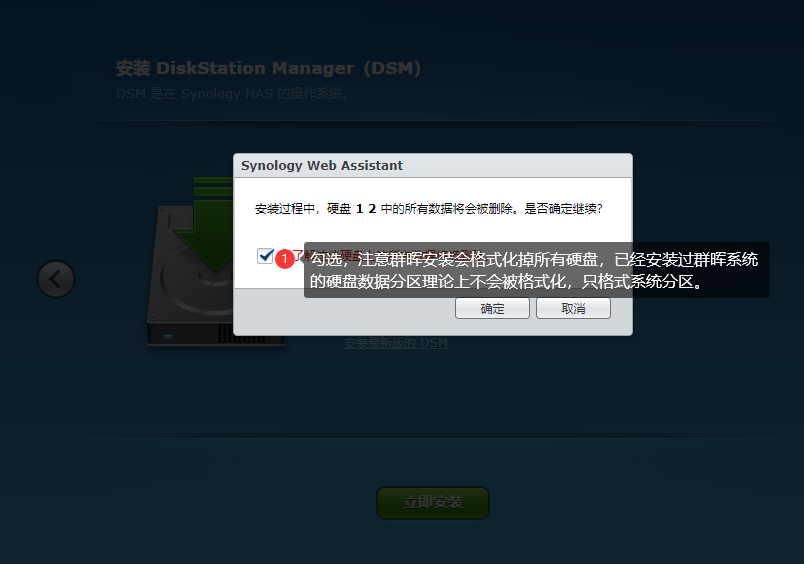 安装 DiskStation Manager (DSM)
DSM 是在 Synology NAS 的操作系统。
Synology Web Assistant
安装过程中，硬盘 1 2 中的所有数据将会被删除。是否确定继续?
1
勾选，注意群晖安装会格式化掉所有硬盘，已经安装过群晖系统
的硬盘数据分区理论上不会被格式化，只格式系统分区。
确定
取消
安装最新版的 DSM
立即安装